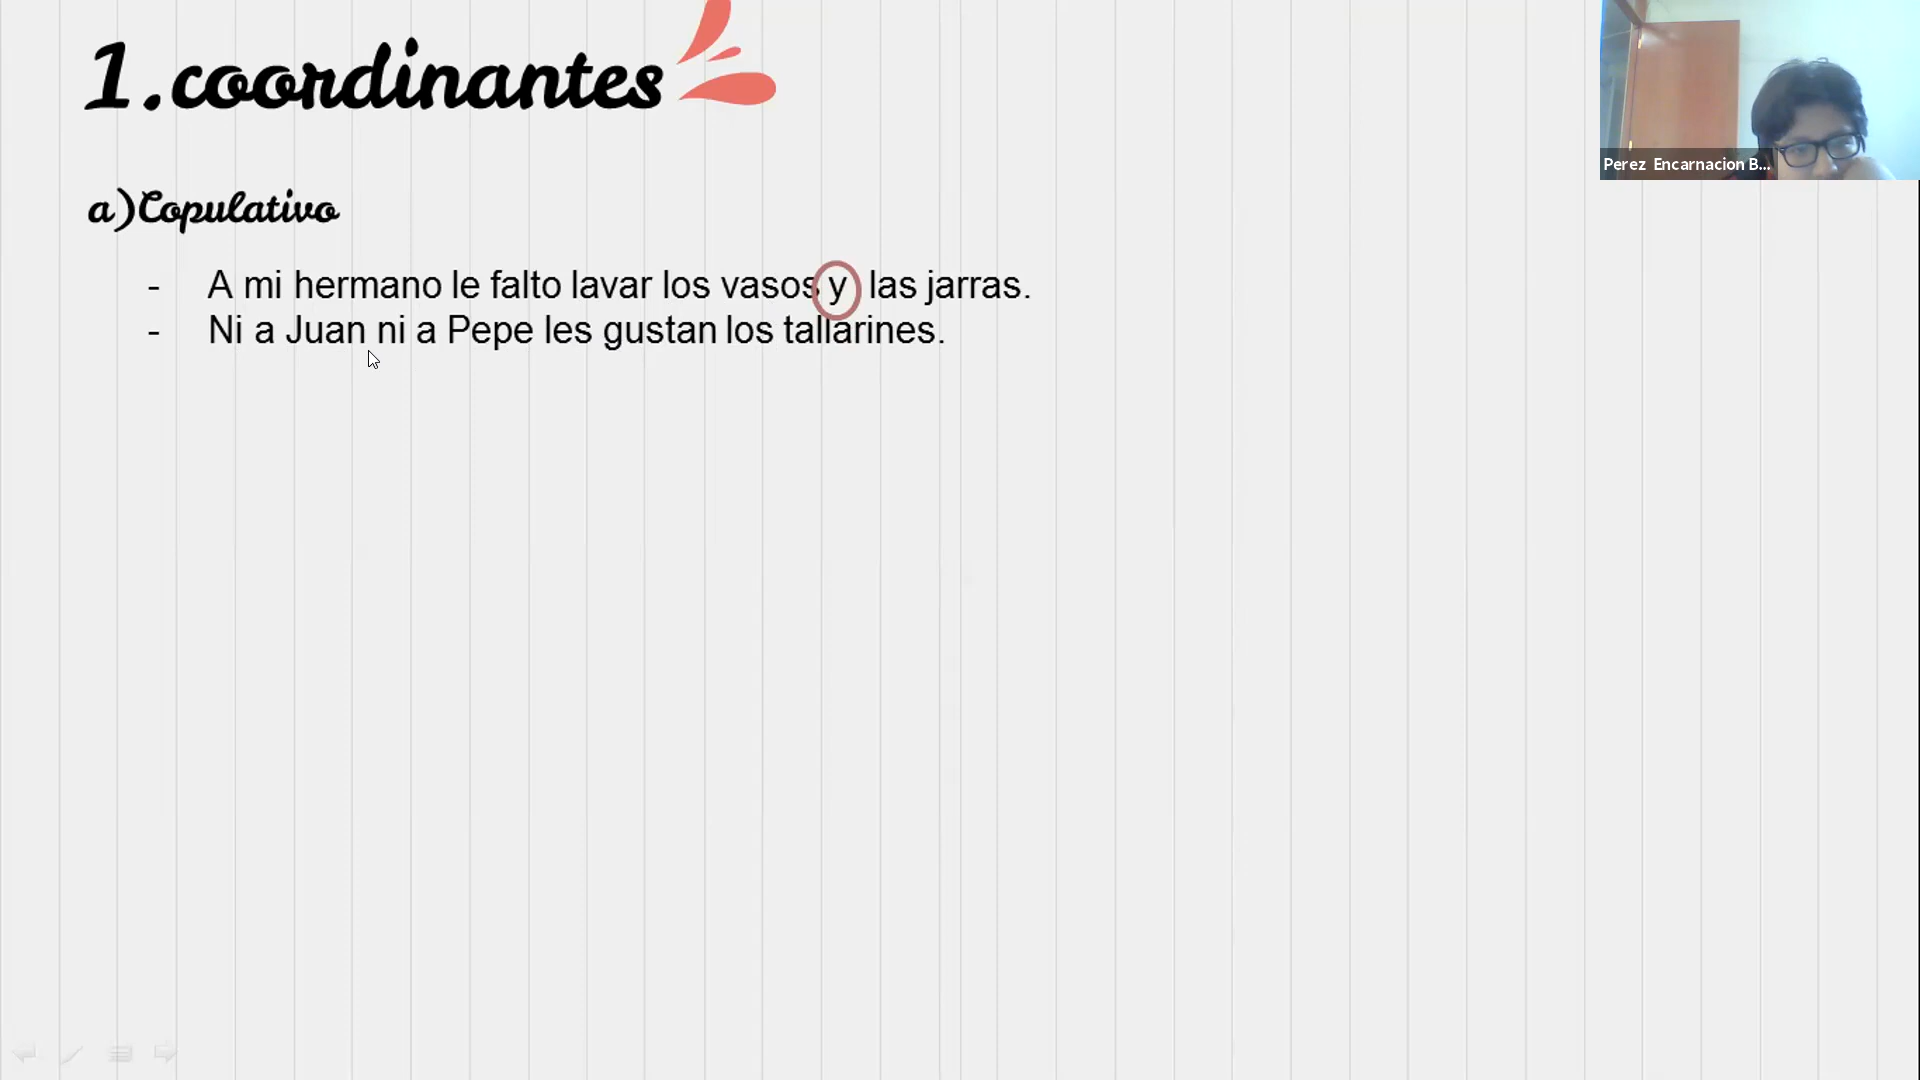 1.coordinantes
Perez Encarnacion B...
a)Copulativo
- A mi hermano le falto lavar los vasos y las jarras.
- Ni a Juan ni a Pepe les gustan los tallarines.